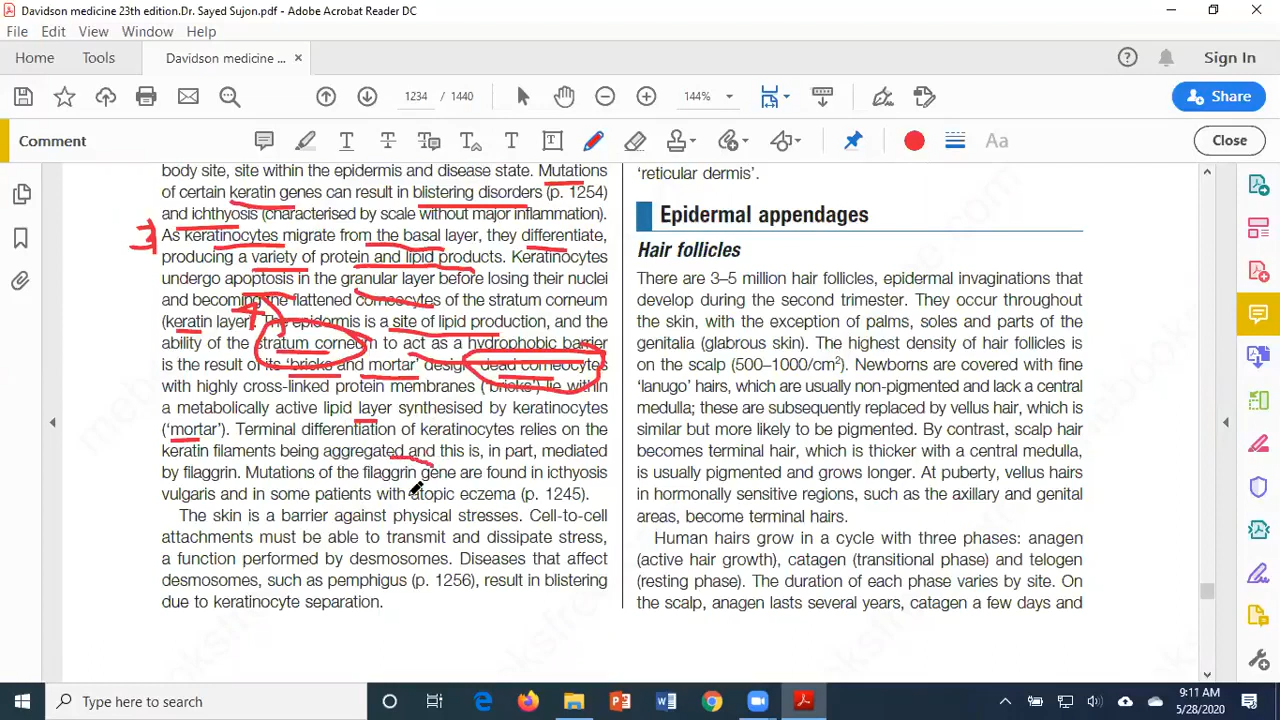 Davidson medicine 23th edition.Dr. Sayed Sujon.pdf - Adobe Acrobat Reader DC
File Edit View Window Help
Home Tools Davidson medicine ... × Sign In
1234 / 1440 144% Share
Comment Aa Close
body site, site within the epidermis and disease state. Mutations
of certain keratin genes can result in blistering disorders (p. 1254)
and ichthyosis (characterised by scale without major inflammation).
3
As keratinocytes migrate from the basal layer, they differentiate,
producing a variety of protein and lipid products. Keratinocytes
undergo apoptosis in the granular layer before losing their nuclei
and becoming the flattened corneocytes of the stratum corneum
4
(keratin layer). The epidermis is a site of lipid production, and the
ability of the stratum corneum to act as a hydrophobic barrier
is the result of its ‘bricks and mortar’ design; dead corneocytes
with highly cross-linked protein membranes (‘bricks’) lie within
a metabolically active lipid layer synthesised by keratinocytes
(‘mortar’). Terminal differentiation of keratinocytes relies on the
keratin filaments being aggregated and this is, in part, mediated
by filaggrin. Mutations of the filaggrin gene are found in icthyosis
vulgaris and in some patients with atopic eczema (p. 1245).
The skin is a barrier against physical stresses. Cell-to-cell
attachments must be able to transmit and dissipate stress,
a function performed by desmosomes. Diseases that affect
desmosomes, such as pemphigus (p. 1256), result in blistering
due to keratinocyte separation.
‘reticular dermis’.
Epidermal appendages
Hair follicles
There are 3–5 million hair follicles, epidermal invaginations that
develop during the second trimester. They occur throughout
the skin, with the exception of palms, soles and parts of the
genitalia (glabrous skin). The highest density of hair follicles is
on the scalp (500–1000/cm²). Newborns are covered with fine
‘lanugo’ hairs, which are usually non-pigmented and lack a central
medulla; these are subsequently replaced by vellus hair, which is
similar but more likely to be pigmented. By contrast, scalp hair
becomes terminal hair, which is thicker with a central medulla,
is usually pigmented and grows longer. At puberty, vellus hairs
in hormonally sensitive regions, such as the axillary and genital
areas, become terminal hairs.
Human hairs grow in a cycle with three phases: anagen
(active hair growth), catagen (transitional phase) and telogen
(resting phase). The duration of each phase varies by site. On
the scalp, anagen lasts several years, catagen a few days and
Type here to search
9:11 AM
5/28/2020